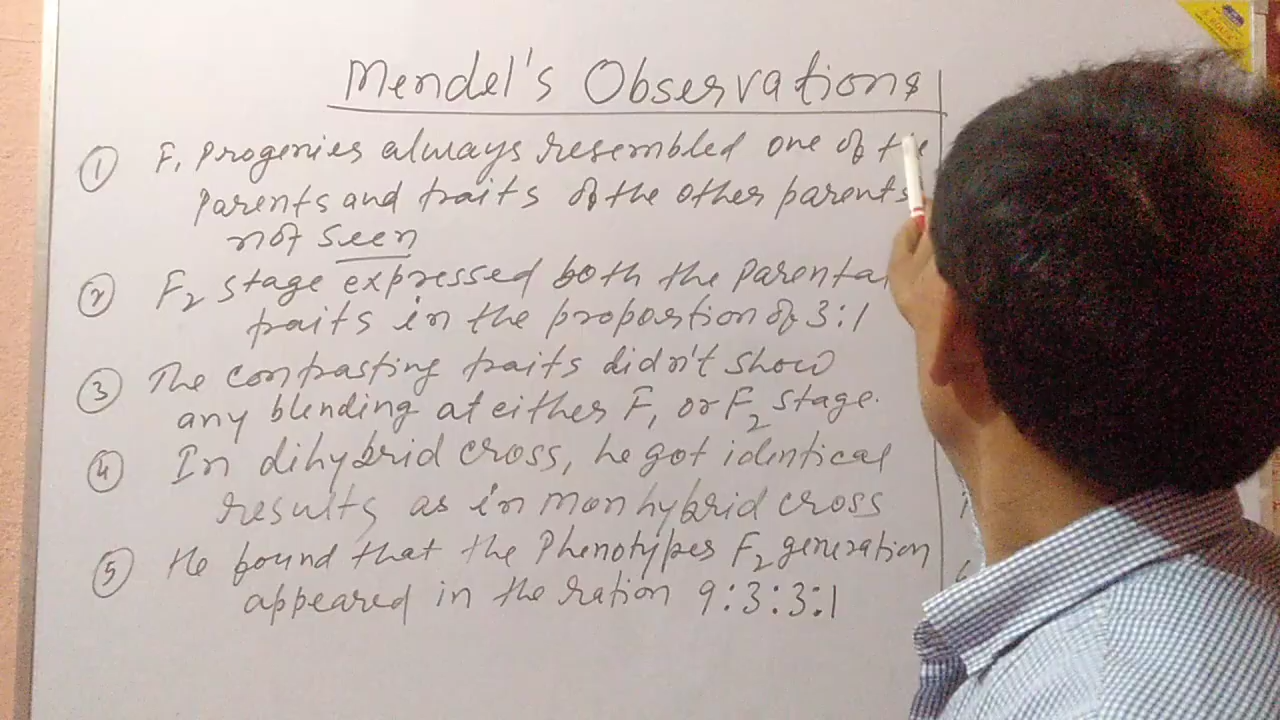 Mendel's Observations
① F₁ Progenies always resembled one of the
Parents and traits of the other parents
not seen
② F₂ stage expressed both the Parental
traits in the proportion of 3:1
③ The contrasting traits didn't show
any blending at either F₁ or F₂ stage.
④ In dihybrid cross, he got identical
results as in monhybrid cross
⑤ He found that the Phenotypes F₂ generation
appeared in the ration 9:3:3:1